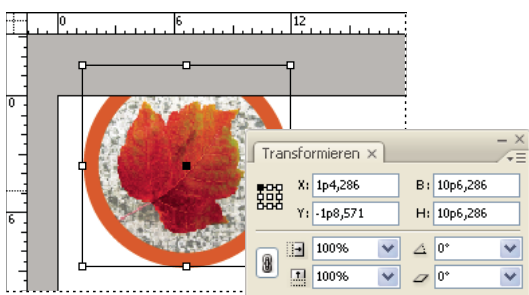 0 6 12
0
6
Transformieren ×
X: 1p4,286 B: 10p6,286
Y: -1p8,571 H: 10p6,286
100% 0°
100% 0°